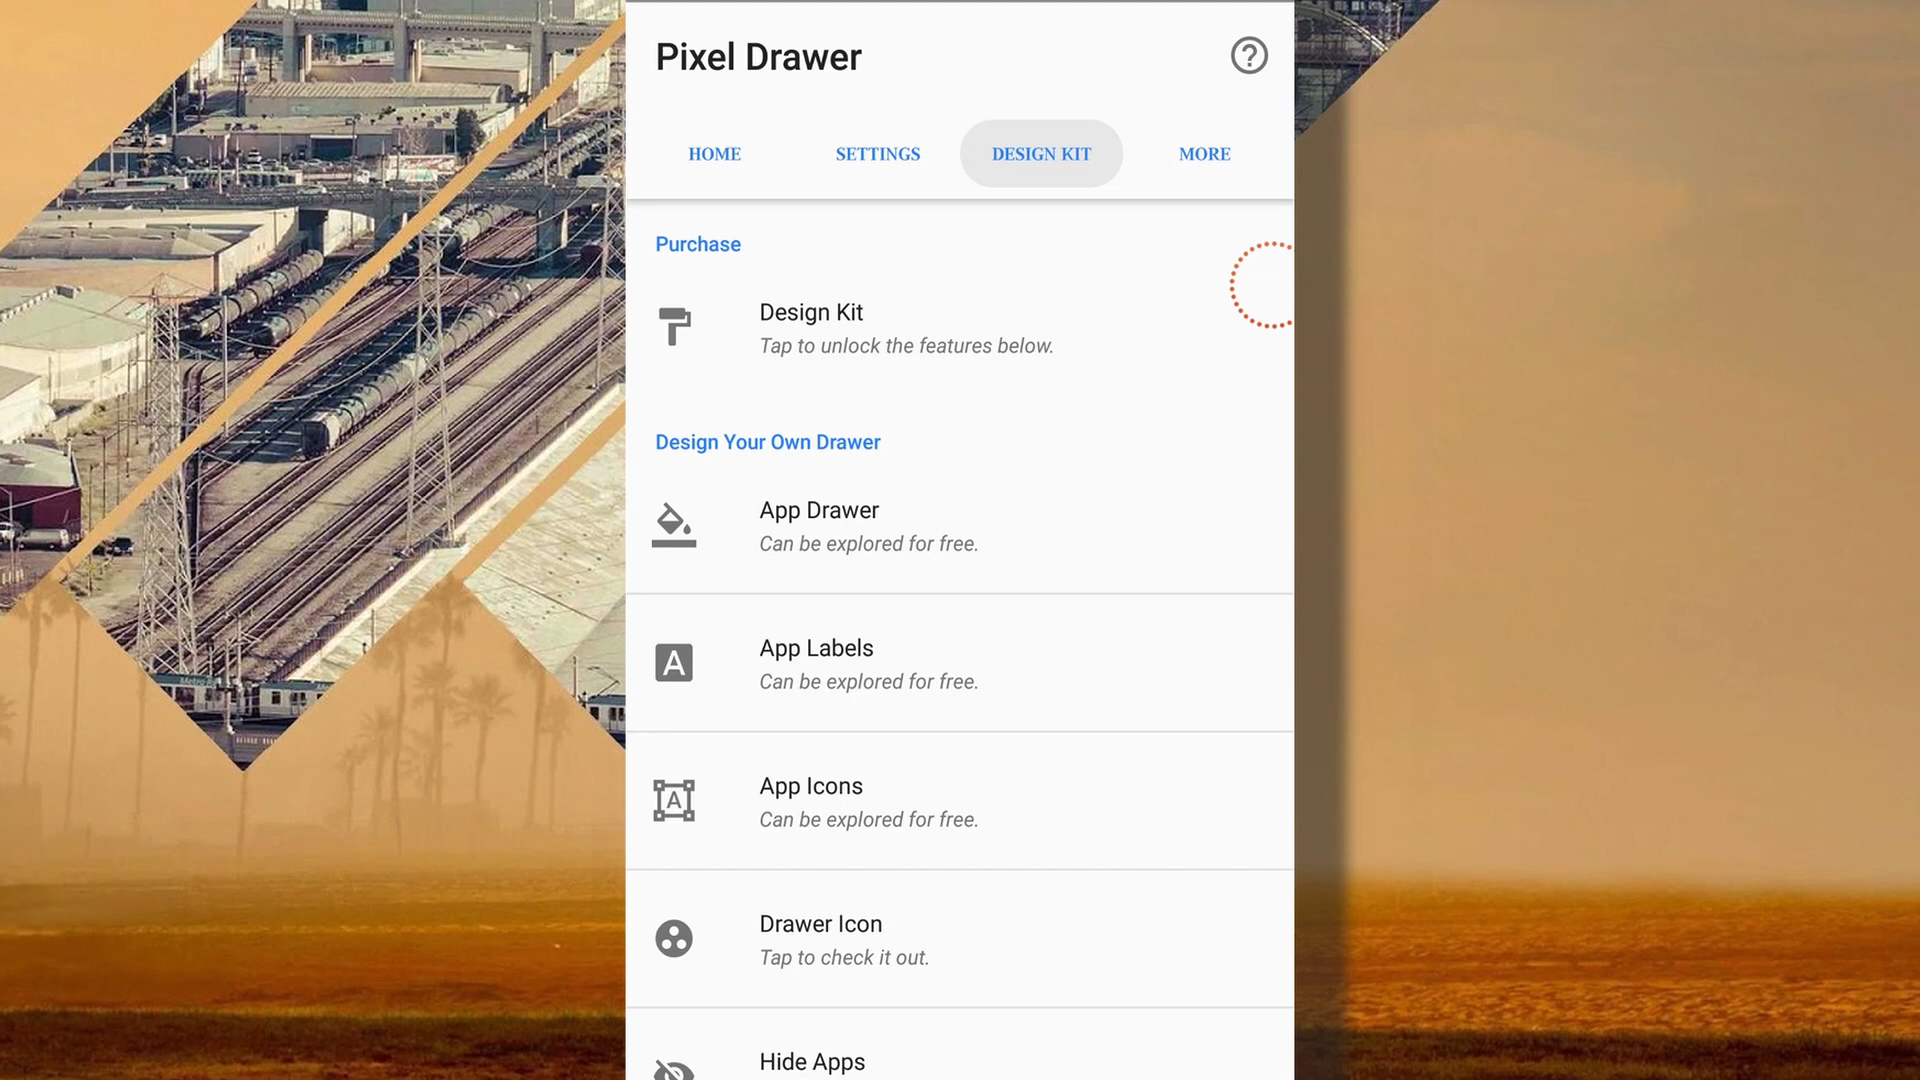 Pixel Drawer
HOME SETTINGS DESIGN KIT MORE
Purchase
Design Kit
Tap to unlock the features below.
Design Your Own Drawer
App Drawer
Can be explored for free.
A
App Labels
Can be explored for free.
A
App Icons
Can be explored for free.
Drawer Icon
Tap to check it out.
Hide Apps